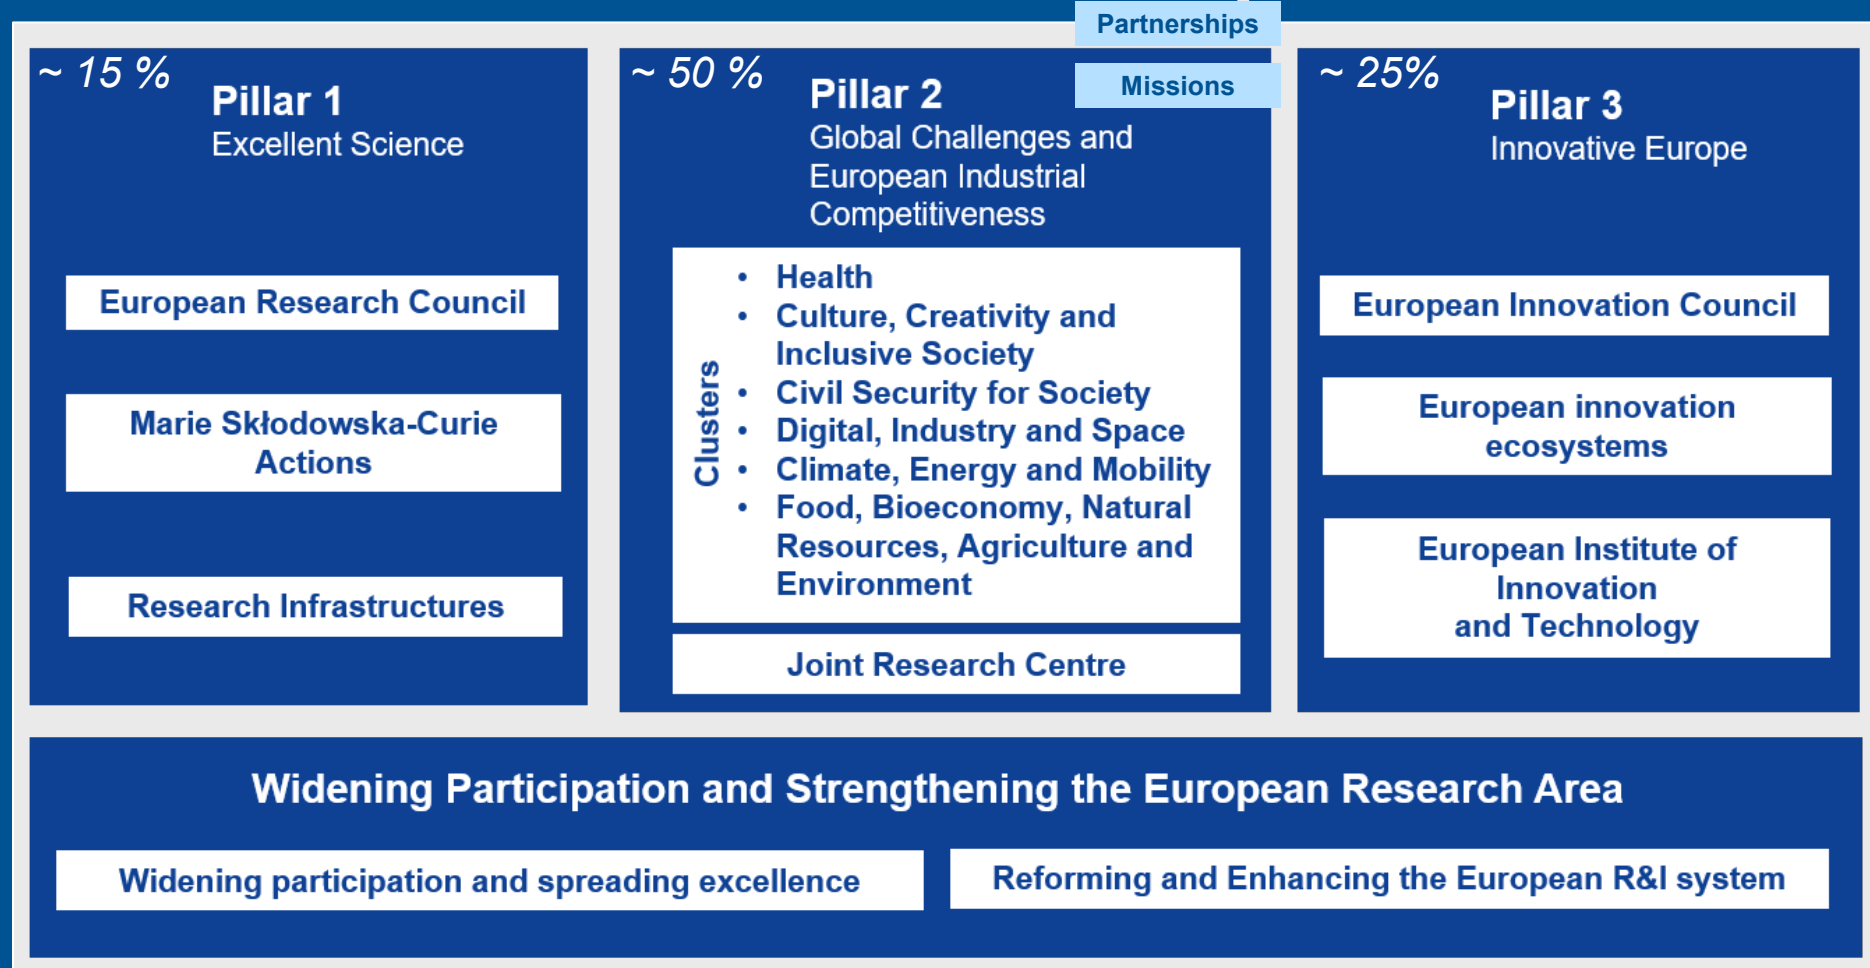 Partnerships
Missions
~ 15 %
Pillar 1
Excellent Science
European Research Council
Marie Skłodowska-Curie
Actions
Research Infrastructures
~ 50 %
Pillar 2
Global Challenges and
European Industrial
Competitiveness
Clusters
• Health
• Culture, Creativity and
Inclusive Society
• Civil Security for Society
• Digital, Industry and Space
• Climate, Energy and Mobility
• Food, Bioeconomy, Natural
Resources, Agriculture and
Environment
Joint Research Centre
~ 25%
Pillar 3
Innovative Europe
European Innovation Council
European innovation
ecosystems
European Institute of
Innovation
and Technology
Widening Participation and Strengthening the European Research Area
Widening participation and spreading excellence
Reforming and Enhancing the European R&I system